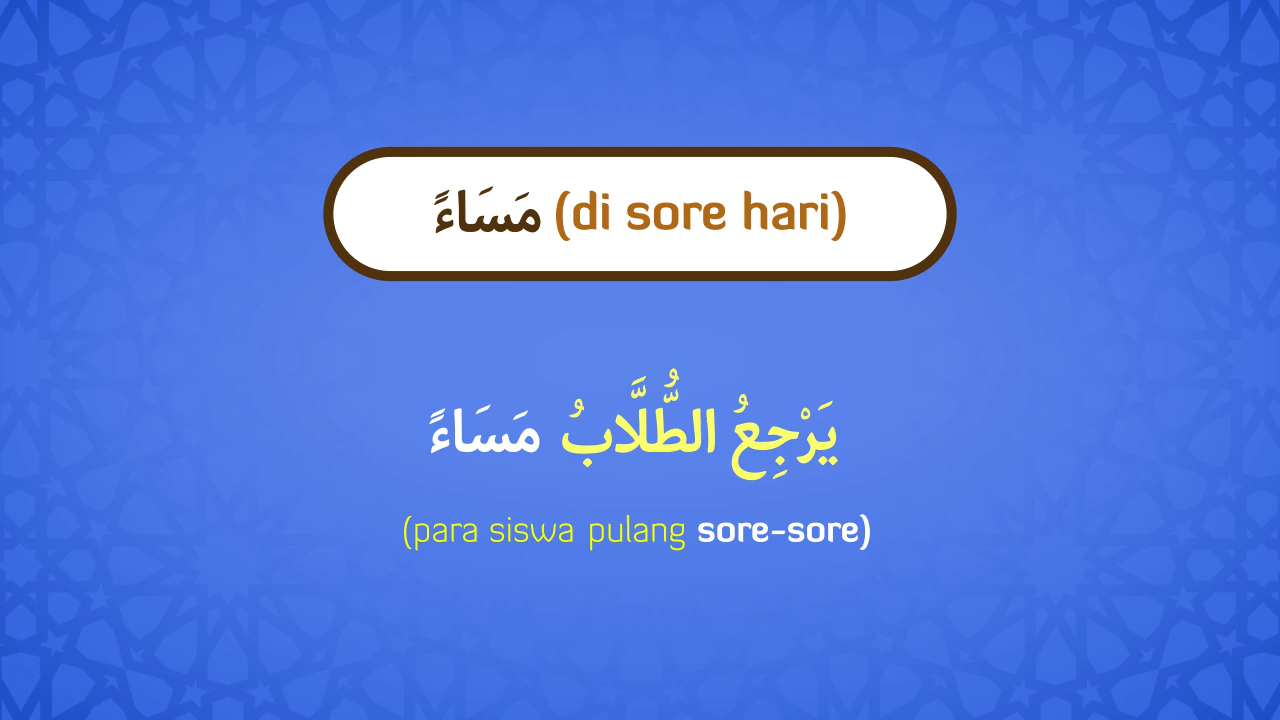 مَسَاءً (di sore hari)
يَرْجِعُ الطُّلَّابُ مَسَاءً
(para siswa pulang sore-sore)